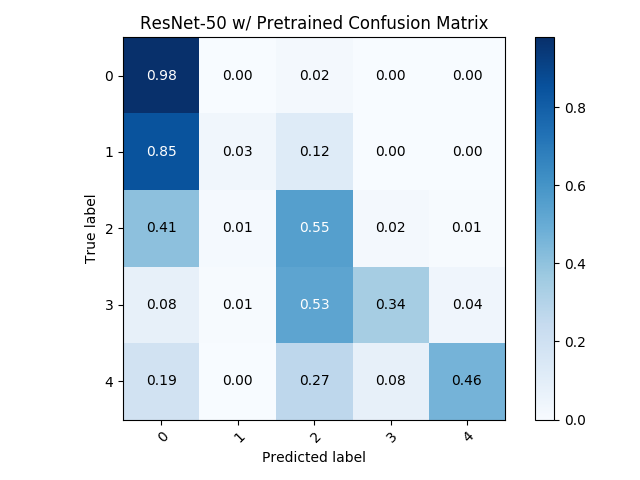 ResNet-50 w/ Pretrained Confusion Matrix
True label
0 0.98 0.00 0.02 0.00 0.00
1 0.85 0.03 0.12 0.00 0.00
2 0.41 0.01 0.55 0.02 0.01
3 0.08 0.01 0.53 0.34 0.04
4 0.19 0.00 0.27 0.08 0.46
0 1 2 3 4
Predicted label
0.8
0.6
0.4
0.2
0.0